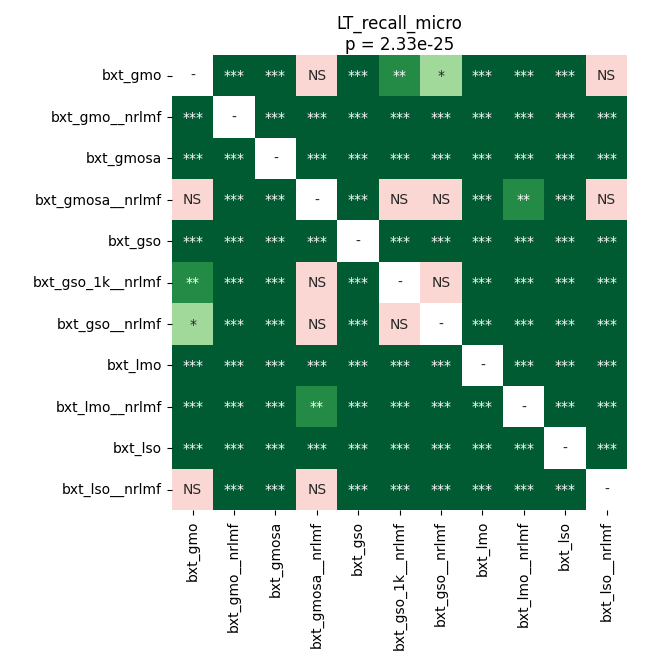 LT_recall_micro
p = 2.33e-25
bxt_gmo - *** *** NS *** ** * *** *** *** NS
bxt_gmo__nrlmf *** - *** *** *** *** *** *** *** *** ***
bxt_gmosa *** *** - *** *** *** *** *** *** *** ***
bxt_gmosa__nrlmf NS *** *** - *** NS NS *** ** *** NS
bxt_gso *** *** *** *** - *** *** *** *** *** ***
bxt_gso_1k__nrlmf ** *** *** NS *** - NS *** *** *** ***
bxt_gso__nrlmf * *** *** NS *** NS - *** *** *** ***
bxt_lmo *** *** *** *** *** *** *** - *** *** ***
bxt_lmo__nrlmf *** *** *** ** *** *** *** *** - *** ***
bxt_lso *** *** *** *** *** *** *** *** *** - ***
bxt_lso__nrlmf NS *** *** NS *** *** *** *** *** *** -
bxt_gmo
bxt_gmo__nrlmf
bxt_gmosa
bxt_gmosa__nrlmf
bxt_gso
bxt_gso_1k__nrlmf
bxt_gso__nrlmf
bxt_lmo
bxt_lmo__nrlmf
bxt_lso
bxt_lso__nrlmf